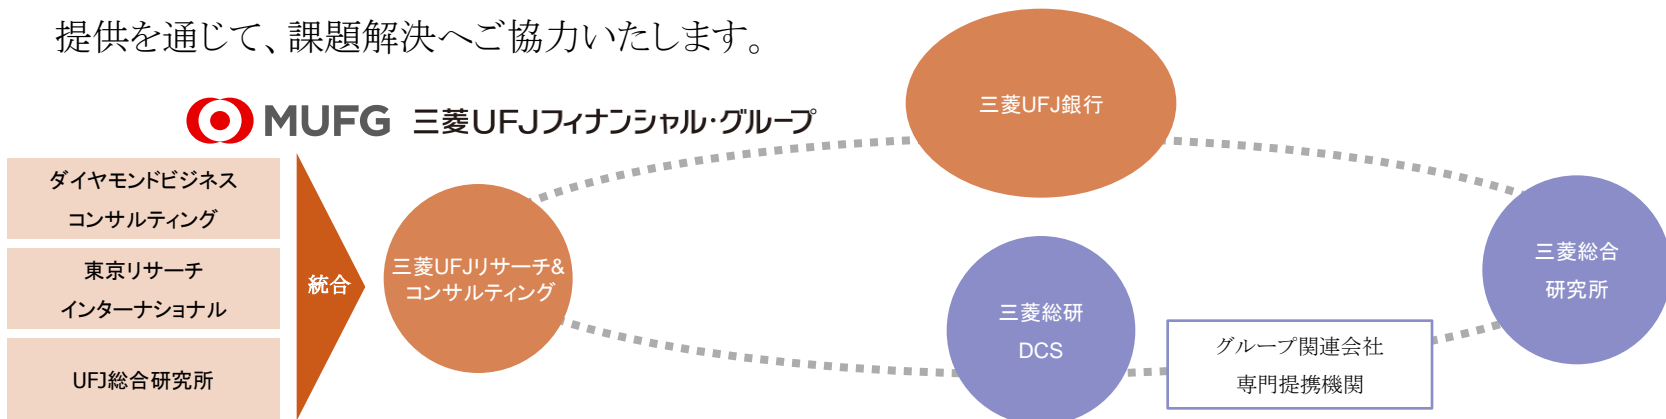 提供を通じて、課題解決へご協力いたします。
MUFG 三菱UFJフィナンシャル・グループ
ダイヤモンドビジネス
コンサルティング
東京リサーチ
インターナショナル
UFJ総合研究所
統合
三菱UFJリサーチ&
コンサルティング
三菱UFJ銀行
三菱総研
DCS
グループ関連会社
専門提携機関
三菱総合
研究所